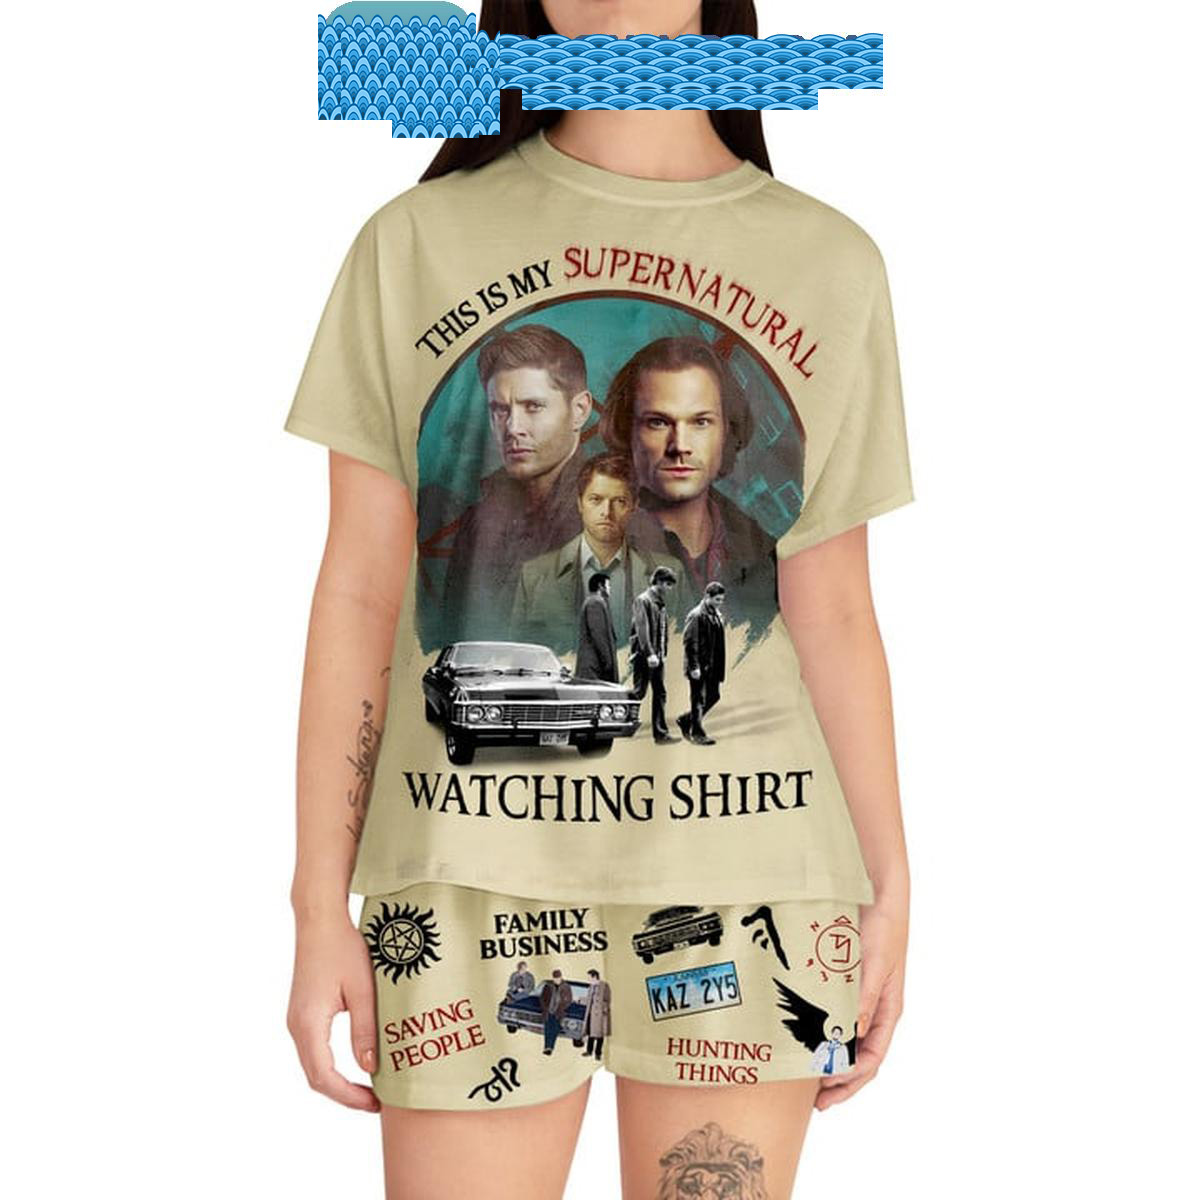 THIS IS MY SUPERNATURAL
WATCHING SHIRT
FAMILY
BUSINESS
KAZ 2Y5
SAVING
PEOPLE
HUNTING
THINGS